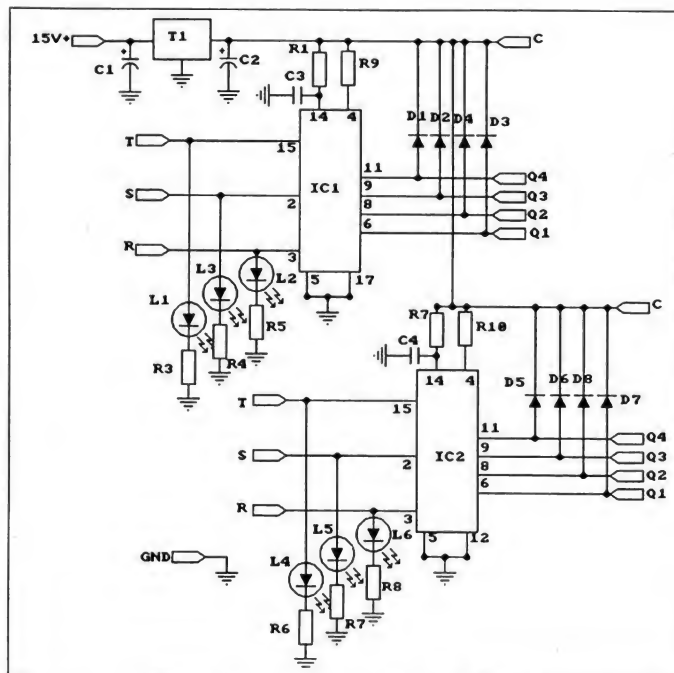 15V+ T1 C
C1 C2 R1 R9
C3
14 4 D1 D2 D4 D3
T 15
11 Q4
S 2 IC1 9 Q3
8 Q2
R 3 6 Q1
5 17
L1 L3 L2
R3 R4 R5
R7 R10 C
C4
14 4 D5 D6 D8 D7
T 15
11 Q4
S 2 IC2 9 Q3
8 Q2
R 3 6 Q1
5 12
GND L4 L5 L6
R6 R7 R8